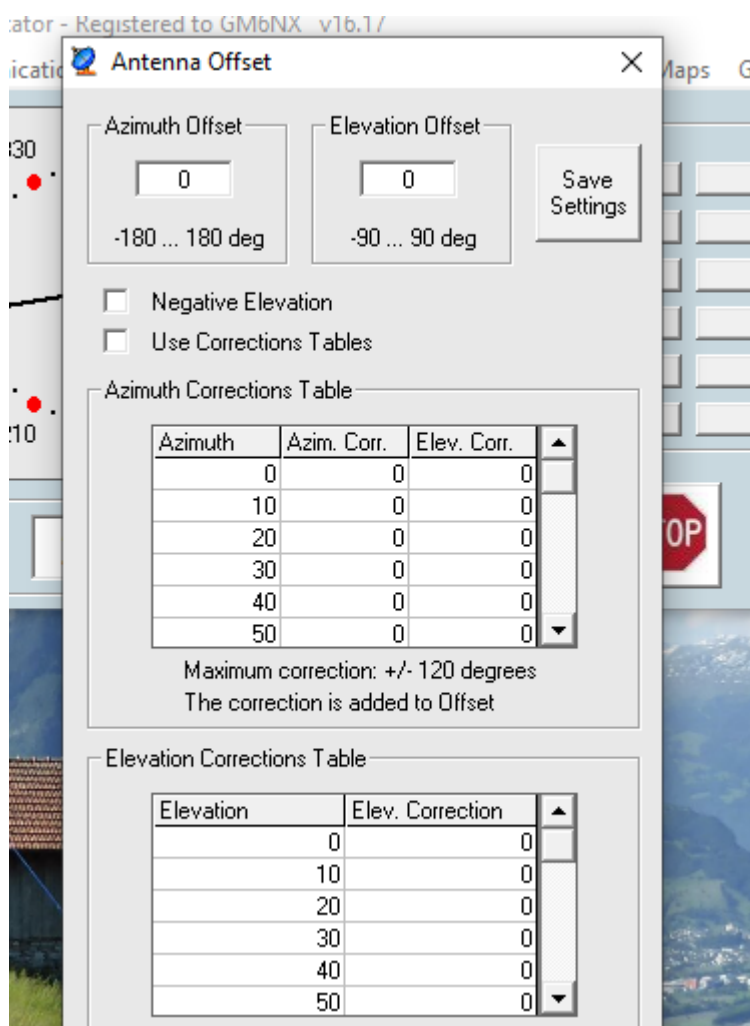 ator - Registered to GM6NX v16.17
icatic
Antenna Offset
Maps G
Azimuth Offset
Elevation Offset
0
0
Save
Settings
-180 ... 180 deg
-90 ... 90 deg
Negative Elevation
Use Corrections Tables
Azimuth Corrections Table
Azimuth Azim. Corr. Elev. Corr.
0 0 0
10 0 0
20 0 0
30 0 0
40 0 0
50 0 0
Maximum correction: +/- 120 degrees
The correction is added to Offset
Elevation Corrections Table
Elevation Elev. Correction
0 0
10 0
20 0
30 0
40 0
50 0
330
210
OP